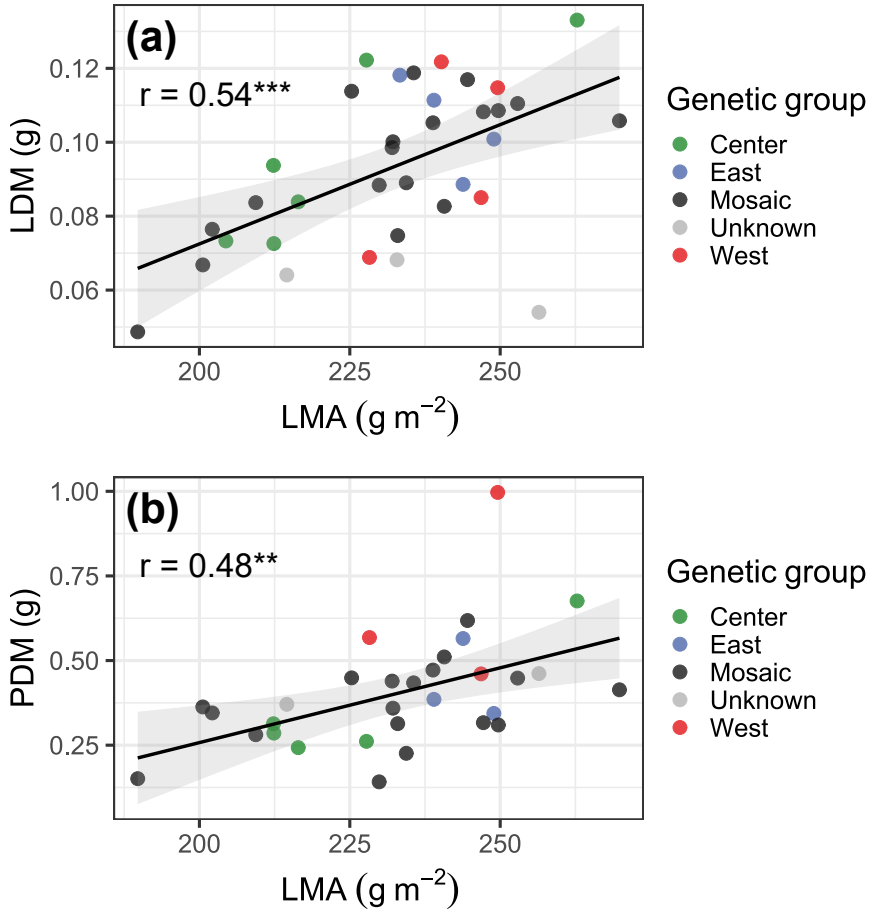 (a)
r = 0.54***
0.12
0.10
0.08
0.06
LDM (g)
200 225 250
LMA (g m⁻²)
Genetic group
Center
East
Mosaic
Unknown
West
(b)
r = 0.48**
1.00
0.75
0.50
0.25
PDM (g)
200 225 250
LMA (g m⁻²)
Genetic group
Center
East
Mosaic
Unknown
West